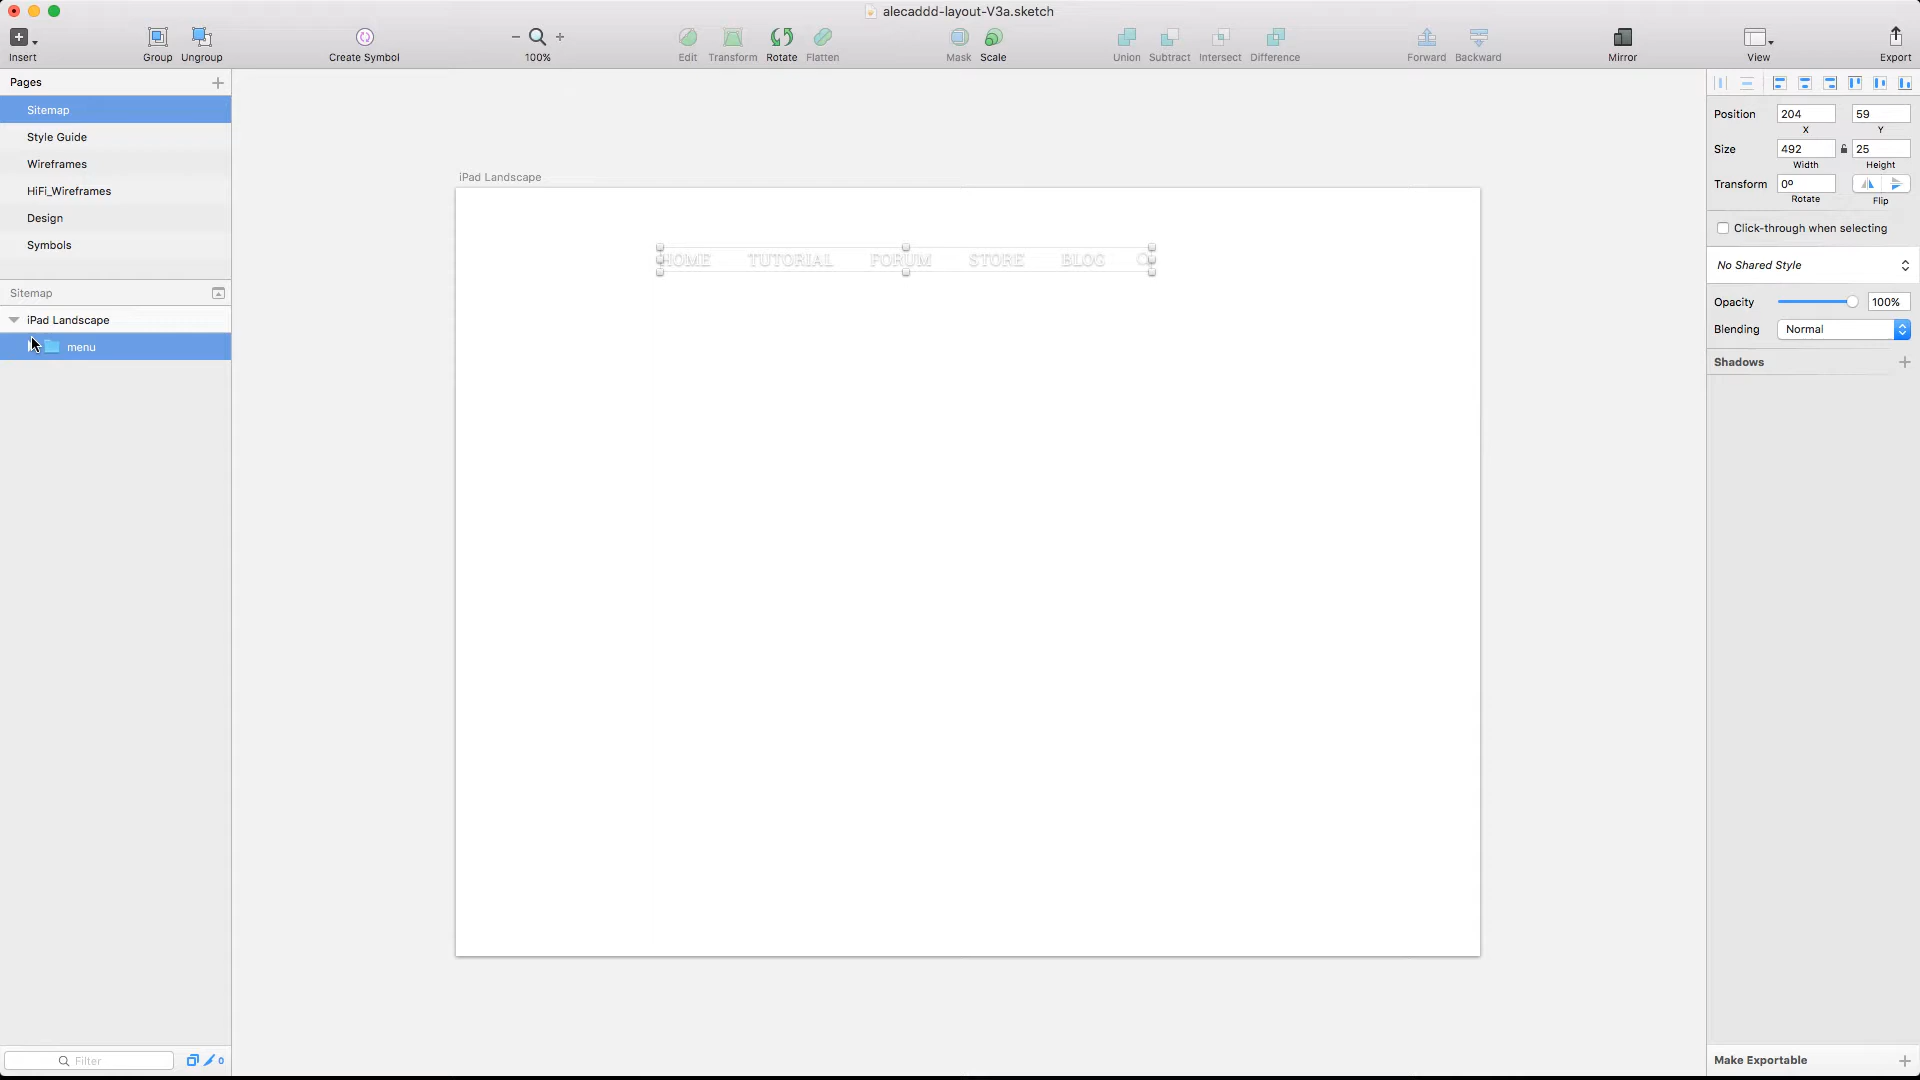 alecaddd-layout-V3a.sketch
Insert
Group
Ungroup
Create Symbol
100%
Edit
Transform
Rotate
Flatten
Mask
Scale
Union
Subtract
Intersect
Difference
Forward
Backward
Mirror
View
Export
Pages
Sitemap
Style Guide
Wireframes
HiFi_Wireframes
Design
Symbols
Sitemap
iPad Landscape
menu
Filter
0
iPad Landscape
HOME TUTORIAL FORUM STORE BLOG
Position 204 59
X Y
Size 492 25
Width Height
Transform 0º
Rotate Flip
Click-through when selecting
No Shared Style
Opacity 100%
Blending Normal
Shadows
Make Exportable